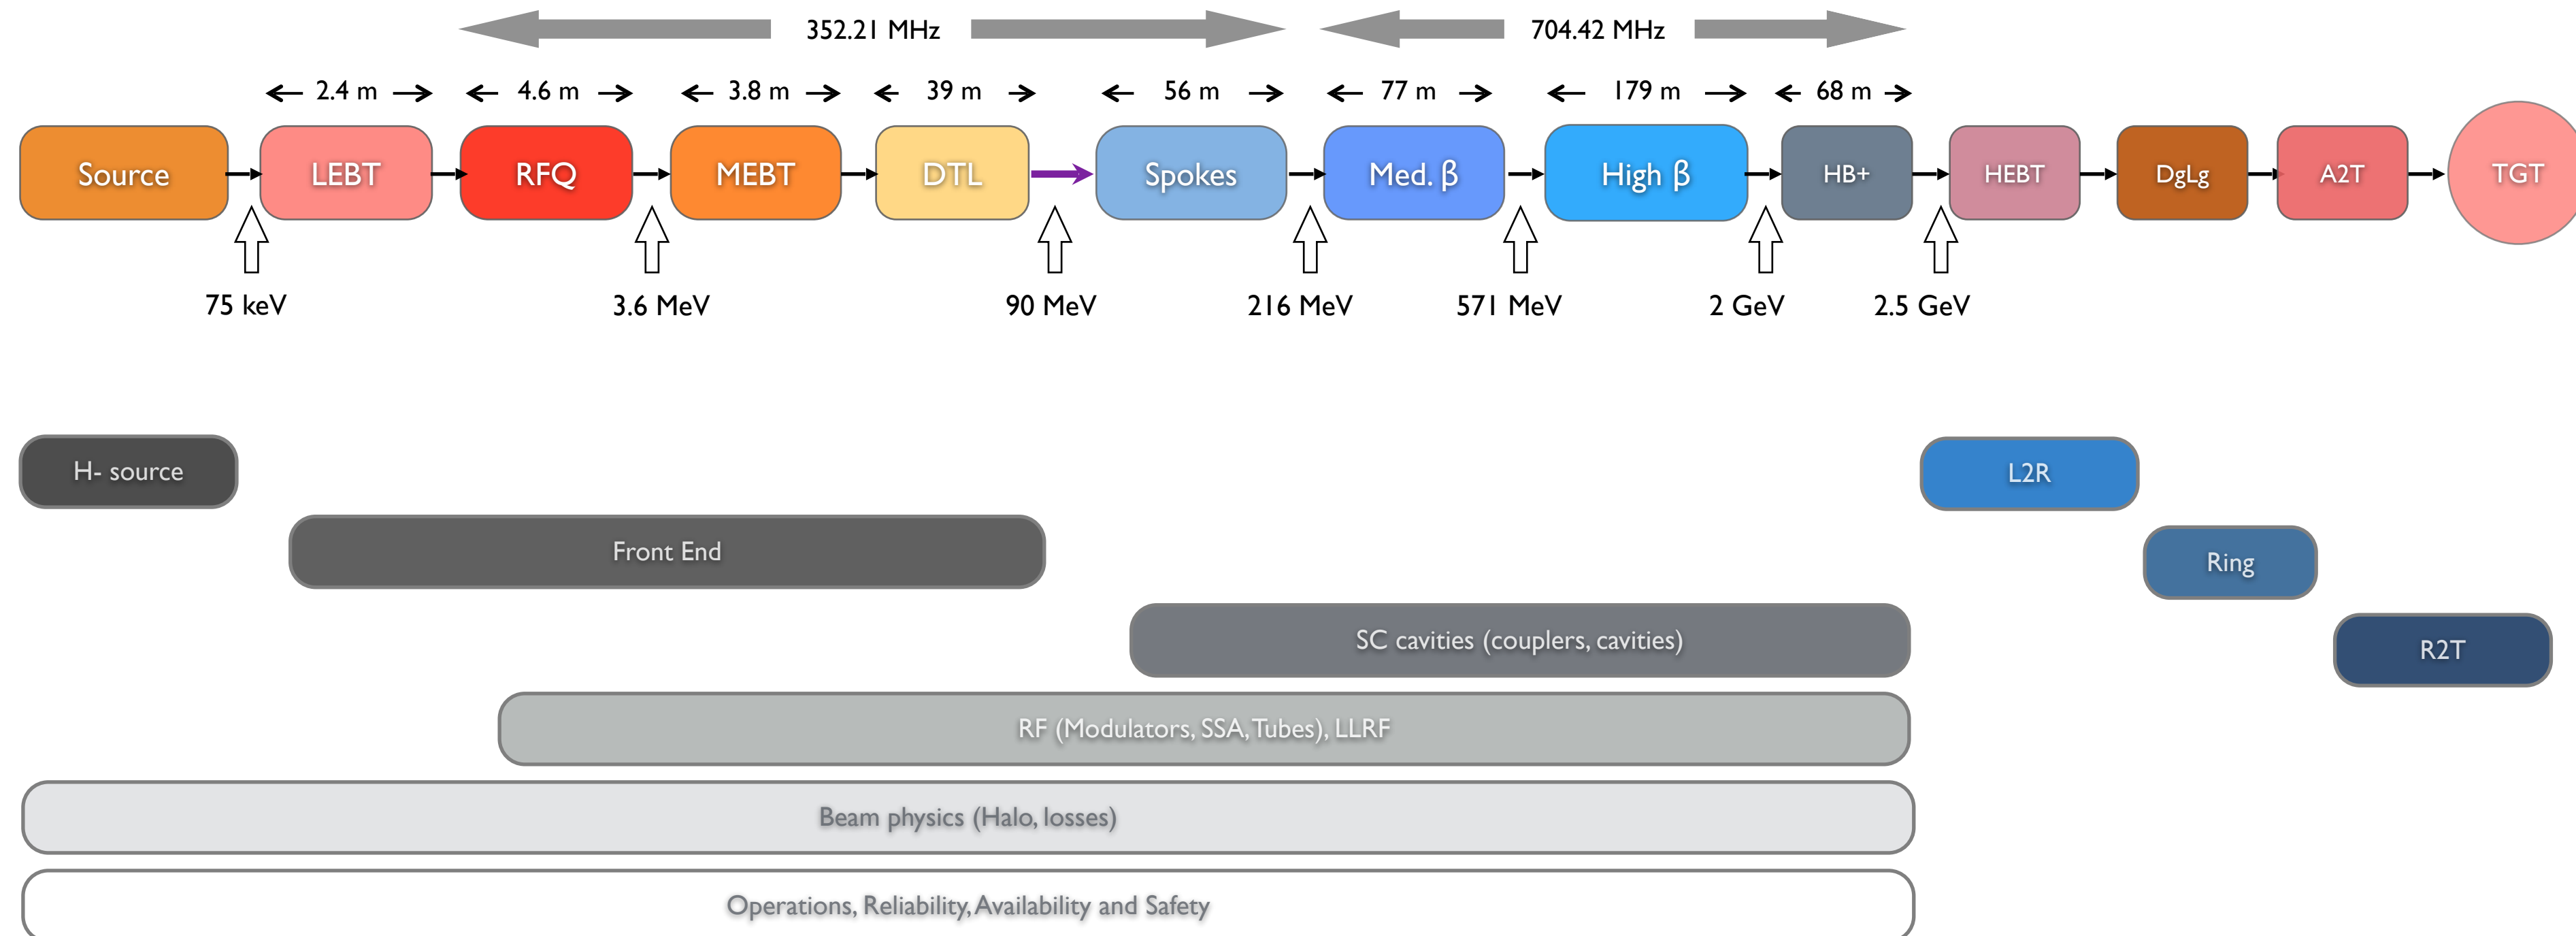 352.21 MHz
704.42 MHz
2.4 m
4.6 m
3.8 m
39 m
56 m
77 m
179 m
68 m
Source
LEBT
RFQ
MEBT
DTL
Spokes
Med. β
High β
HB+
HEBT
DgLg
A2T
TGT
75 keV
3.6 MeV
90 MeV
216 MeV
571 MeV
2 GeV
2.5 GeV
H- source
L2R
Front End
Ring
SC cavities (couplers, cavities)
R2T
RF (Modulators, SSA, Tubes), LLRF
Beam physics (Halo, losses)
Operations, Reliability, Availability and Safety